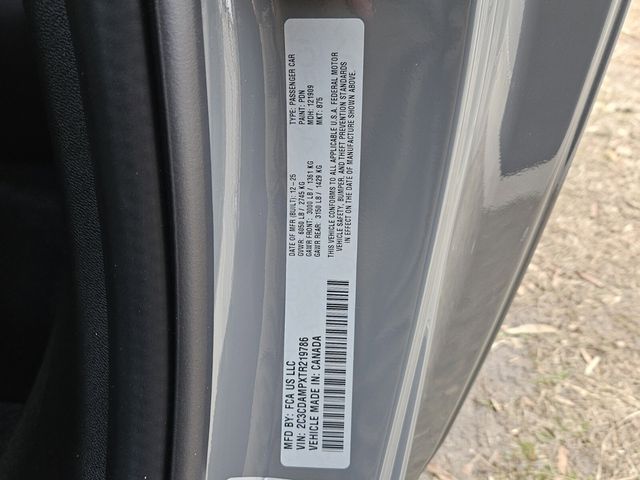 MFD BY: FCA US LLC
VIN: 2C3CDAMPXTR219786
VEHICLE MADE IN: CANADA
DATE OF MFR (BUILT): 12-25
GVWR: 6050 LB / 2745 KG
GAWR FRONT: 3000 LB / 1361 KG
GAWR REAR: 3150 LB / 1429 KG
THIS VEHICLE CONFORMS TO ALL APPLICABLE U.S.A. FEDERAL MOTOR
VEHICLE SAFETY, BUMPER, AND THEFT PREVENTION STANDARDS
IN EFFECT ON THE DATE OF MANUFACTURE SHOWN ABOVE.
TYPE: PASSENGER CAR
PAINT: PDN
MDH: 121909
MKT: 875